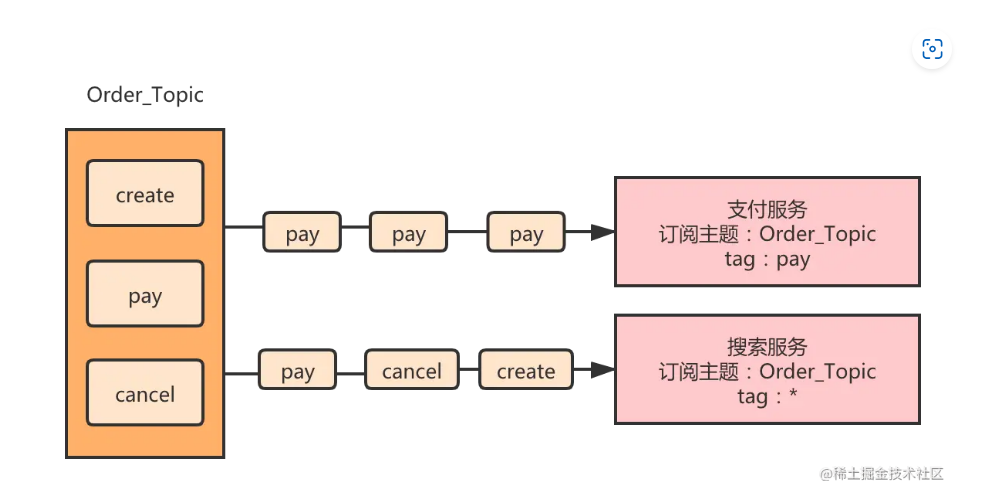 Order_Topic
create
pay
cancel
pay
pay
pay
支付服务
订阅主题：Order_Topic
tag：pay
pay
cancel
create
搜索服务
订阅主题：Order_Topic
tag：*
@稀土掘金技术社区